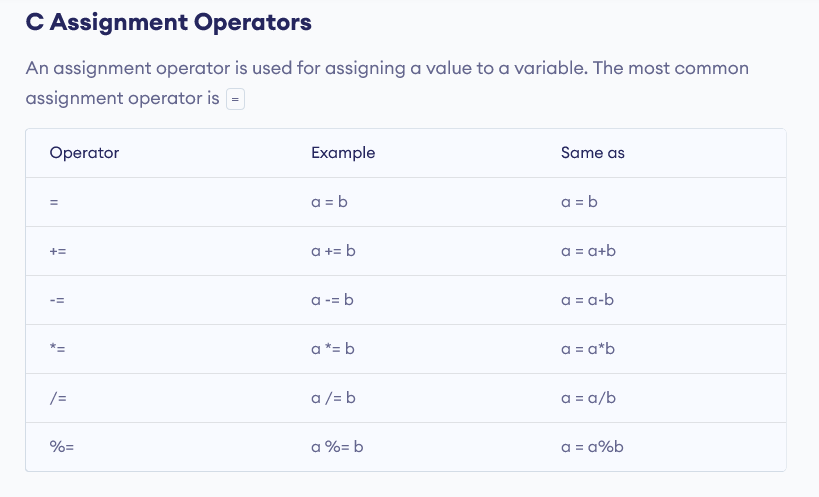 C Assignment Operators
An assignment operator is used for assigning a value to a variable. The most common
assignment operator is =
Operator Example Same as
= a = b a = b
+= a += b a = a+b
-= a -= b a = a-b
*= a *= b a = a*b
/= a /= b a = a/b
%= a %= b a = a%b